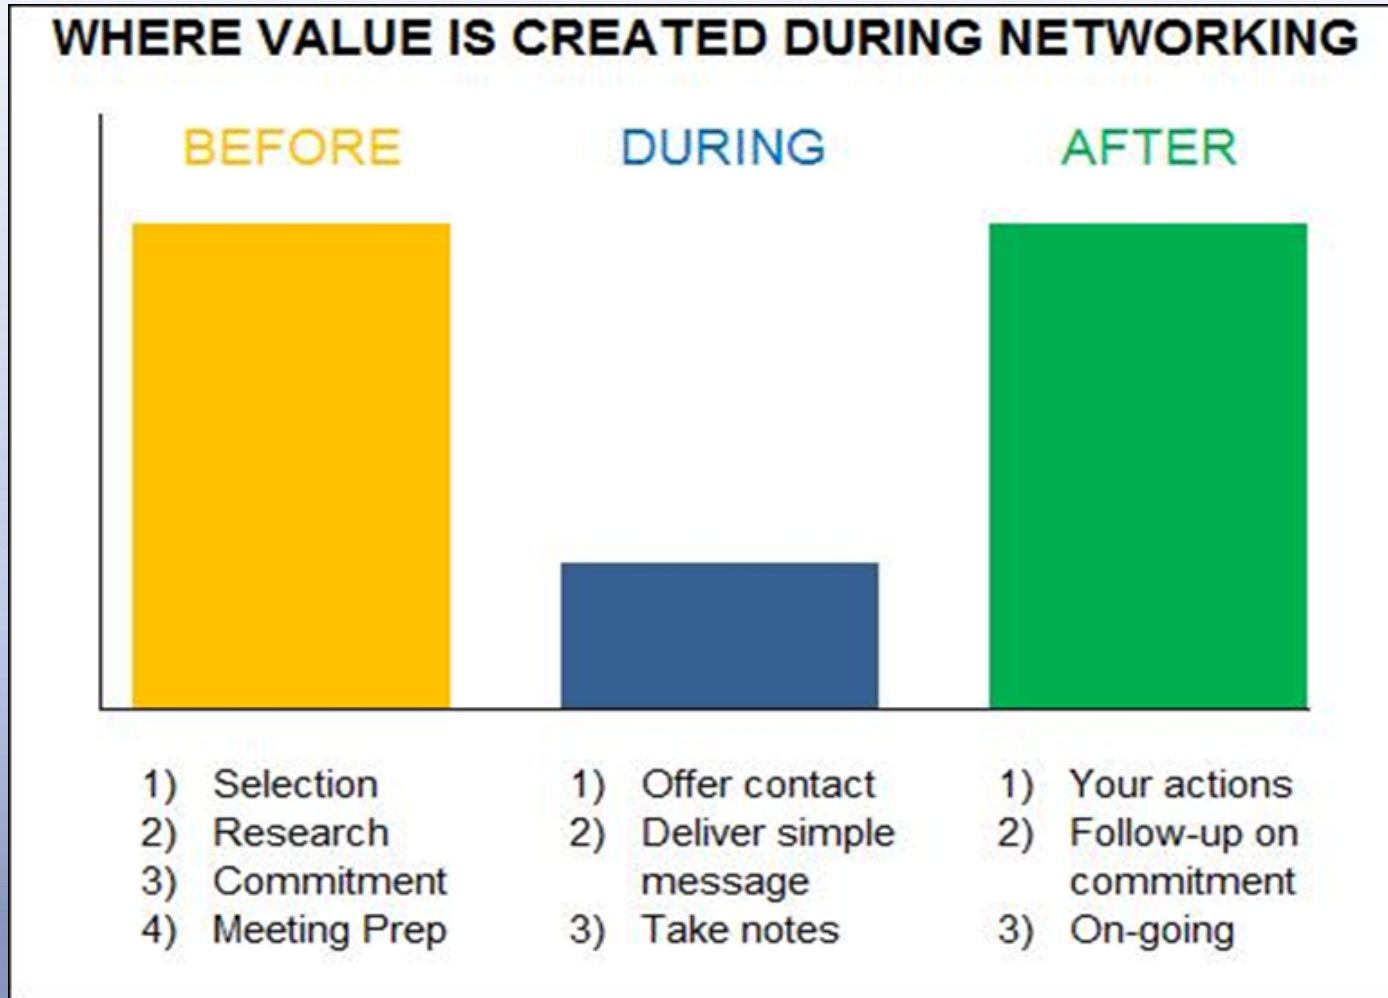 WHERE VALUE IS CREATED DURING NETWORKING
BEFORE
DURING
AFTER
1) Selection
2) Research
3) Commitment
4) Meeting Prep
1) Offer contact
2) Deliver simple
message
3) Take notes
1) Your actions
2) Follow-up on
commitment
3) On-going